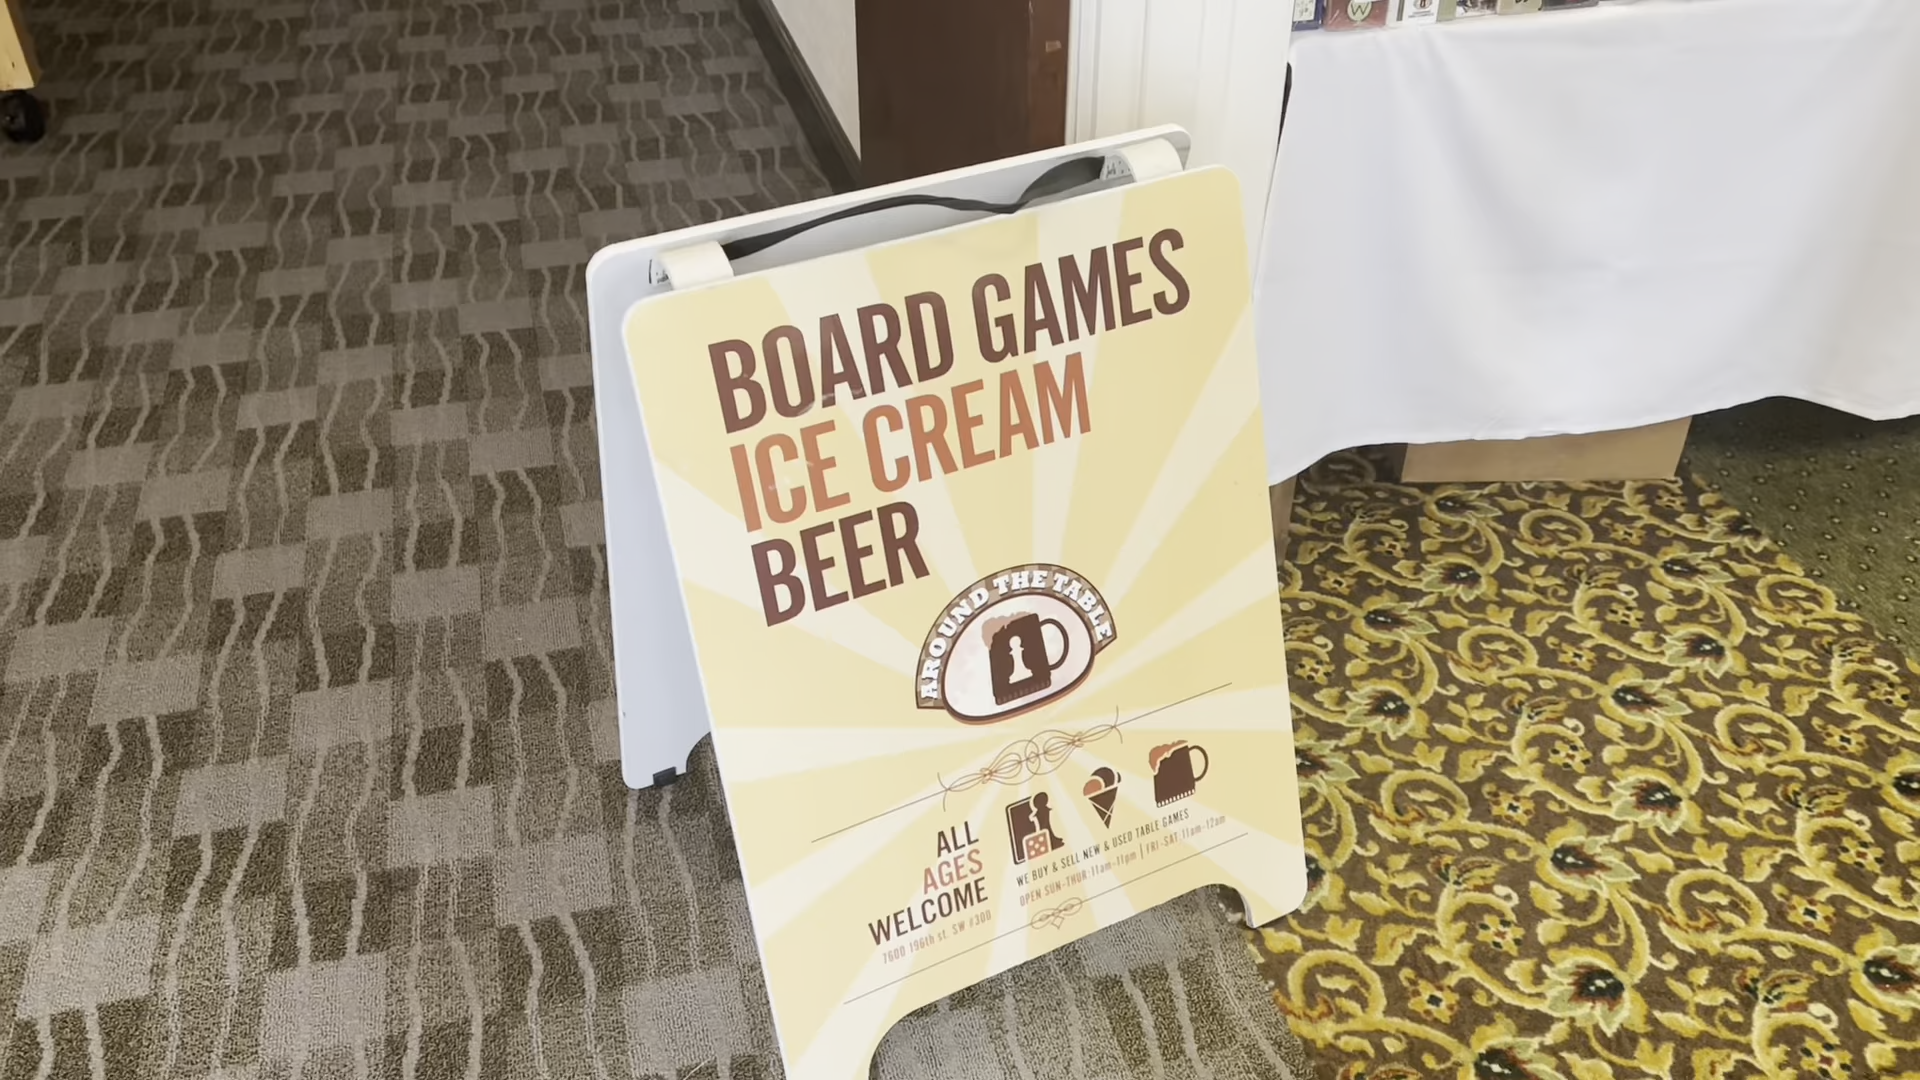 BOARD GAMES
ICE CREAM
BEER
AROUND THE TABLE
ALL
AGES
WELCOME
7600 196th st. SW #300
WE BUY & SELL NEW & USED TABLE GAMES
OPEN SUN-THUR:11am-11pm | FRI-SAT 11am-12am